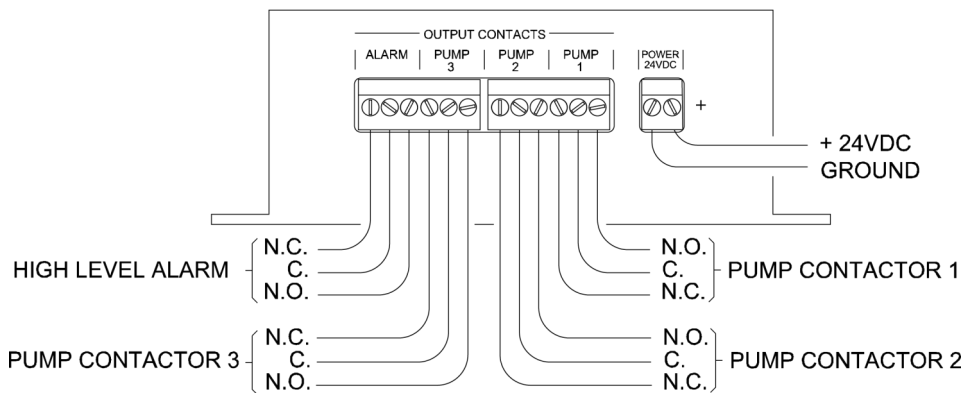 OUTPUT CONTACTS
ALARM PUMP 3 PUMP 2 PUMP 1
POWER
24VDC
+
+ 24VDC
GROUND
HIGH LEVEL ALARM
N.C.
C.
N.O.
N.O.
C.
N.C.
PUMP CONTACTOR 1
PUMP CONTACTOR 3
N.C.
C.
N.O.
N.O.
C.
N.C.
PUMP CONTACTOR 2